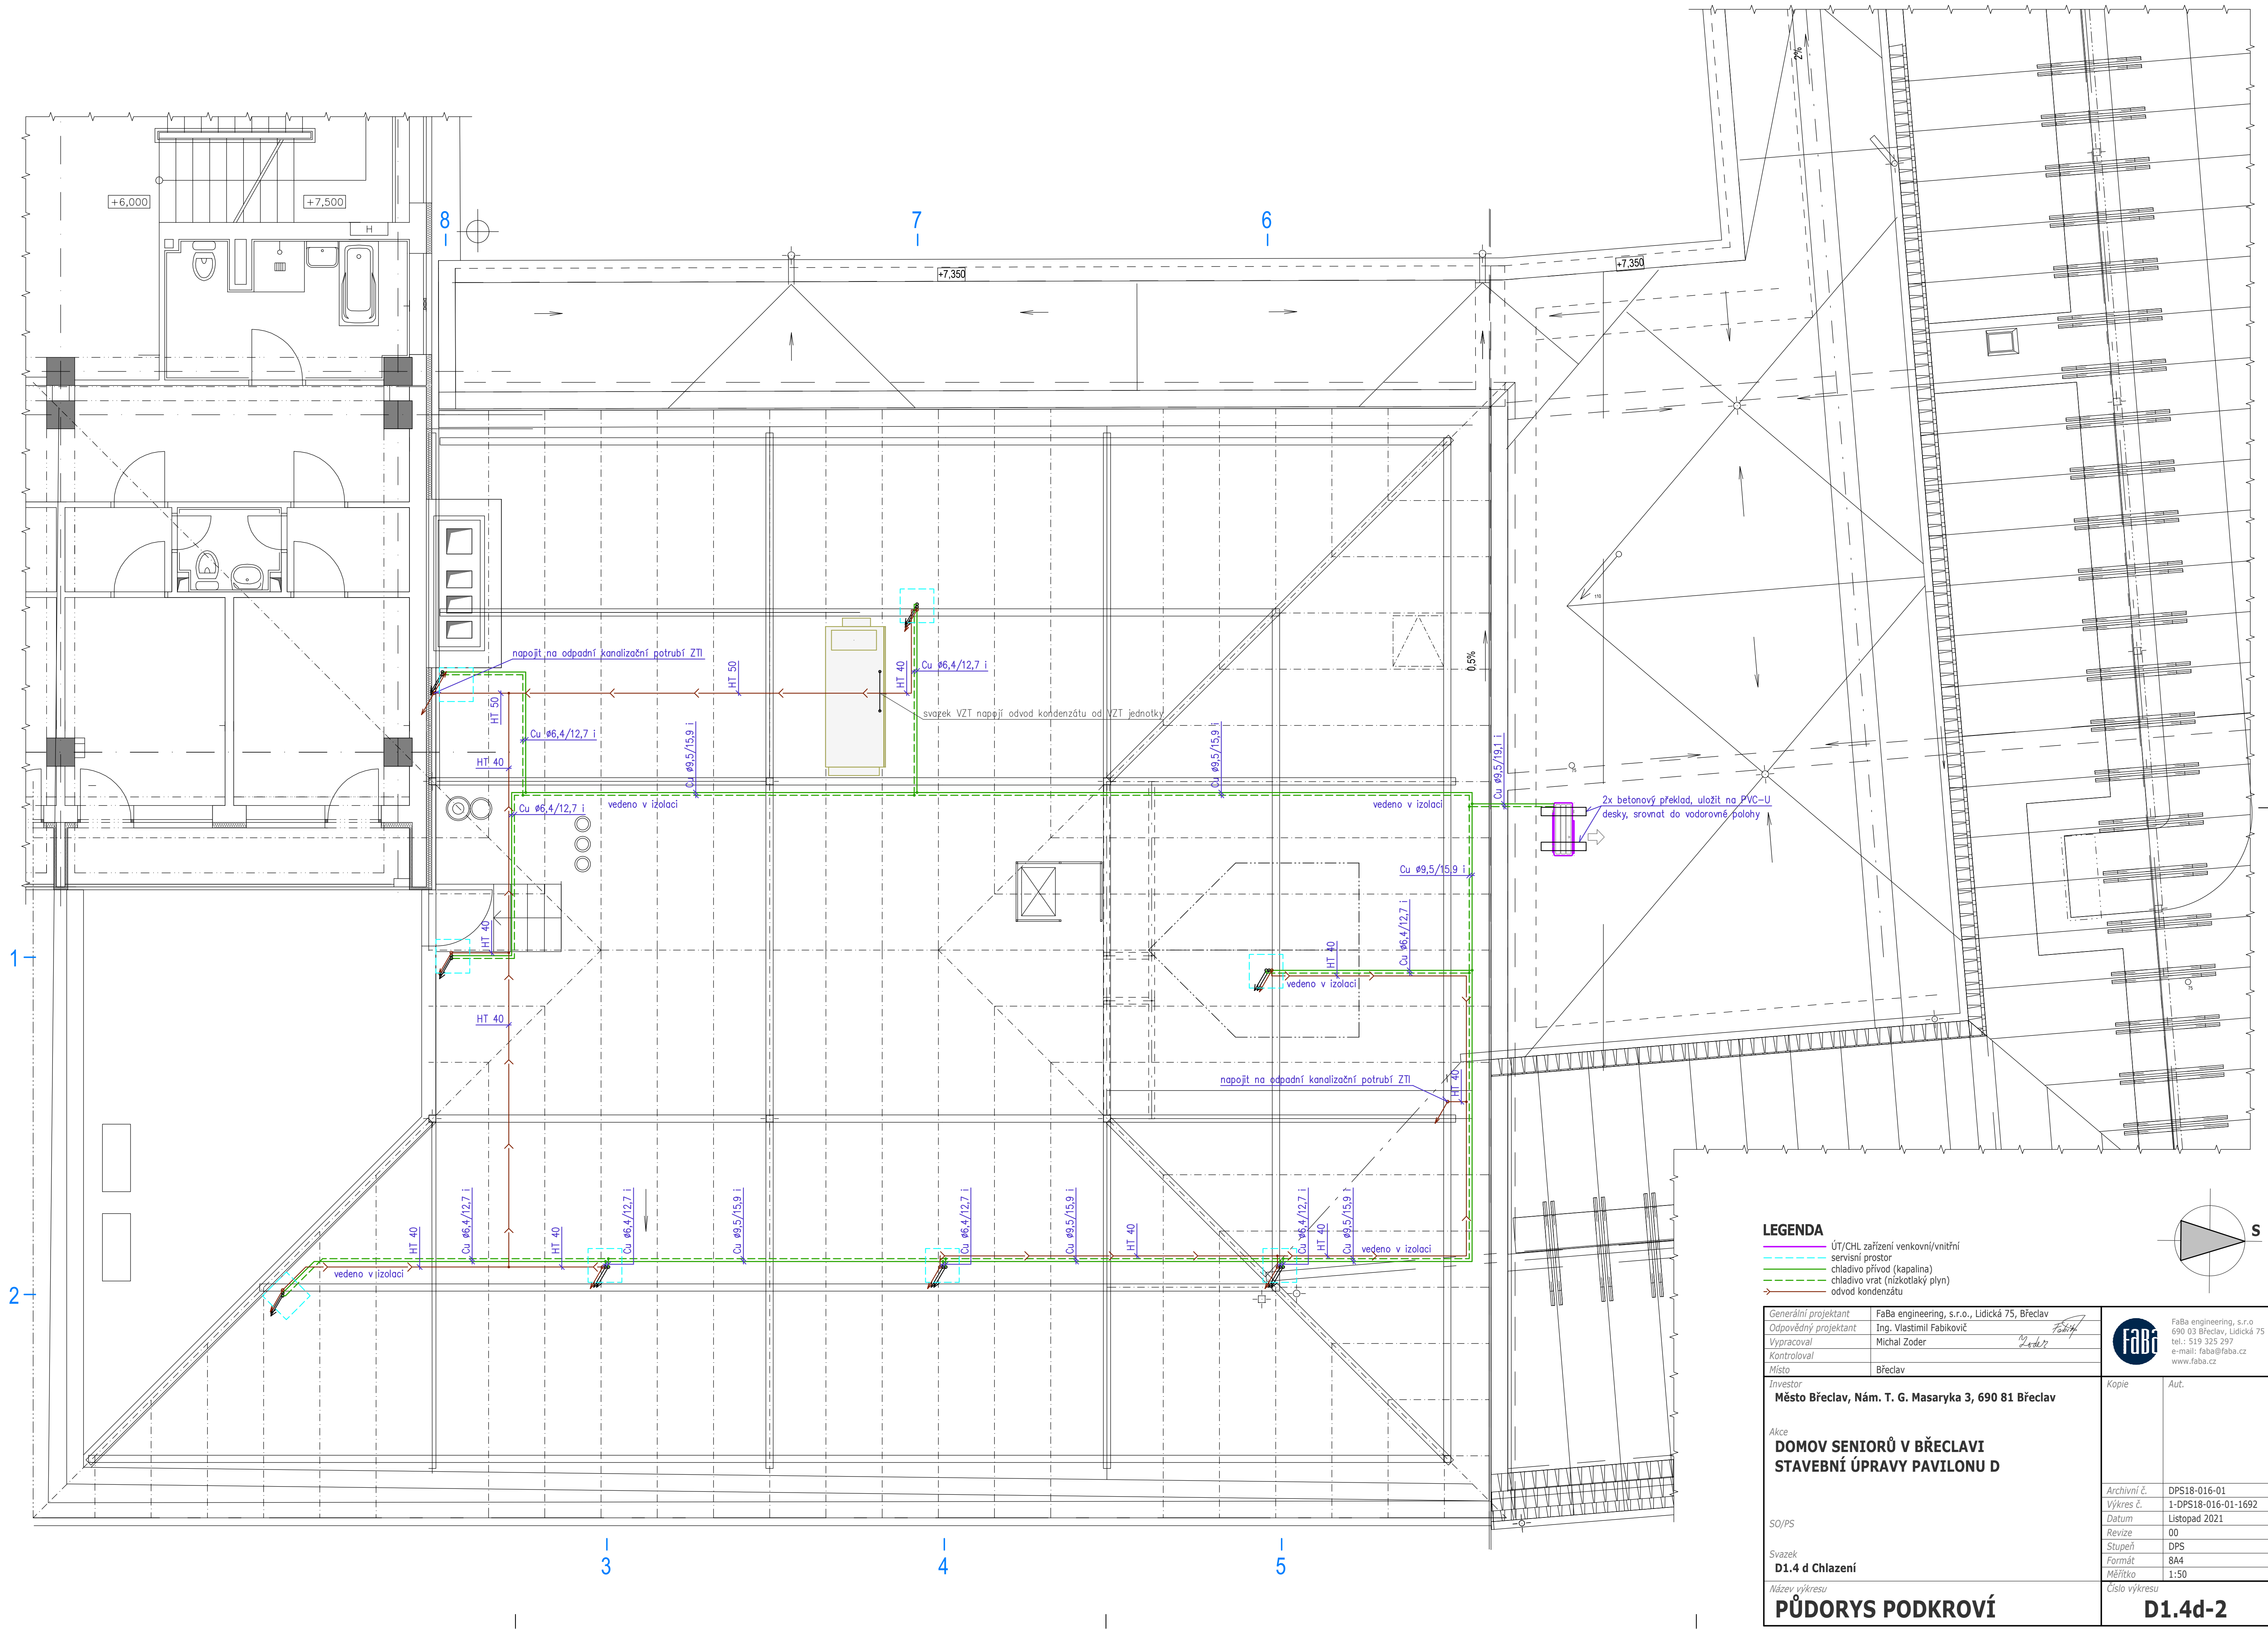 2%
+6,000
+7,500
H
8
7
6
+7,350
+7,350
napojit na odpadní kanalizační potrubí ZTI
HT 50
HT 40
Cu ø6,4/12,7 i
HT 50
svazek VZT napojí odvod kondenzátu od VZT jednotky
0,5%
Cu ø6,4/12,7 i
Cu ø9,5/15,9 i
Cu ø9,5/15,9 i
Cu ø9,5/19,1 i
HT 40
vedeno v izolaci
vedeno v izolaci
Cu ø6,4/12,7 i
2x betonový překlad, uložit na PVC-U
desky, srovnat do vodorovné polohy
75
Cu ø9,5/15,9 i
HT 40
Cu ø6,4/12,7 i
HT 40
1
vedeno v izolaci
75
HT 40
napojit na odpadní kanalizační potrubí ZTI
HT 40
HT 40
Cu ø6,4/12,7 i
HT 40
Cu ø6,4/12,7 i
Cu ø9,5/15,9 i
Cu ø6,4/12,7 i
Cu ø9,5/15,9 i
HT 40
Cu ø6,4/12,7 i
HT 40
Cu ø9,5/15,9 i
vedeno v izolaci
vedeno v izolaci
2
3
4
5
LEGENDA
ÚT/CHL zařízení venkovní/vnitřní
servisní prostor
chladivo přívod (kapalina)
chladivo vrat (nízkotlaký plyn)
odvod kondenzátu
S
Generální projektant FaBa engineering, s.r.o., Lidická 75, Břeclav
Odpovědný projektant Ing. Vlastimil Fabikovič
Vypracoval Michal Zoder
Kontroloval
Místo Břeclav
FaBa
FaBa engineering, s.r.o
690 03 Břeclav, Lidická 75
tel.: 519 325 297
e-mail: faba@faba.cz
www.faba.cz
Investor
Město Břeclav, Nám. T. G. Masaryka 3, 690 81 Břeclav
Kopie Aut.
Akce
DOMOV SENIORŮ V BŘECLAVI
STAVEBNÍ ÚPRAVY PAVILONU D
SO/PS
Svazek
D1.4 d Chlazení
Archivní č. DPS18-016-01
Výkres č. 1-DPS18-016-01-1692
Datum Listopad 2021
Revize 00
Stupeň DPS
Formát 8A4
Měřítko 1:50
Název výkresu
PŮDORYS PODKROVÍ
Číslo výkresu
D1.4d-2